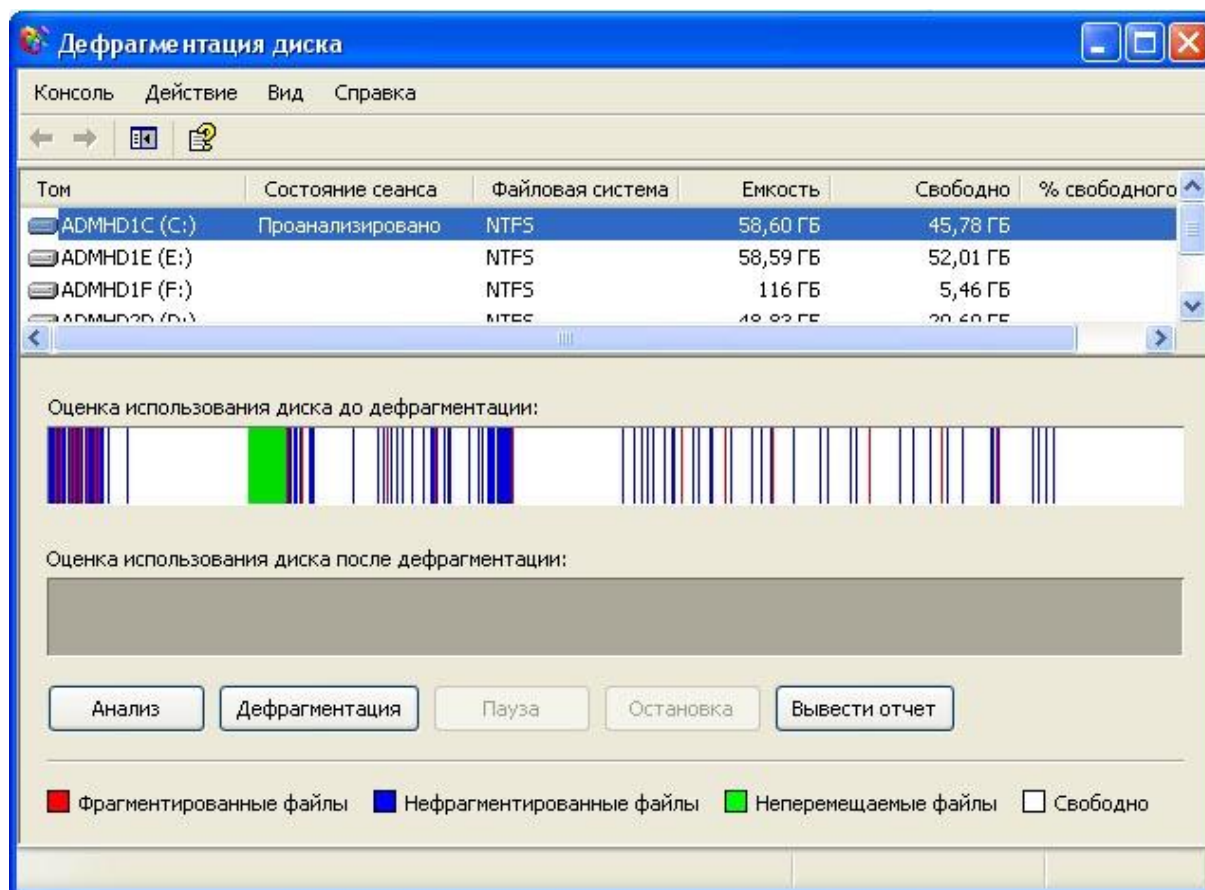 Дефрагментация диска
Консоль Действие Вид Справка
Том Состояние сеанса Файловая система Емкость Свободно % свободного
ADMHD1C (C:) Проанализировано NTFS 58,60 ГБ 45,78 ГБ
ADMHD1E (E:) NTFS 58,59 ГБ 52,01 ГБ
ADMHD1F (F:) NTFS 116 ГБ 5,46 ГБ
NTFS
Оценка использования диска до дефрагментации:
Оценка использования диска после дефрагментации:
Анализ Дефрагментация Пауза Остановка Вывести отчет
Фрагментированные файлы Нефрагментированные файлы Неперемещаемые файлы Свободно